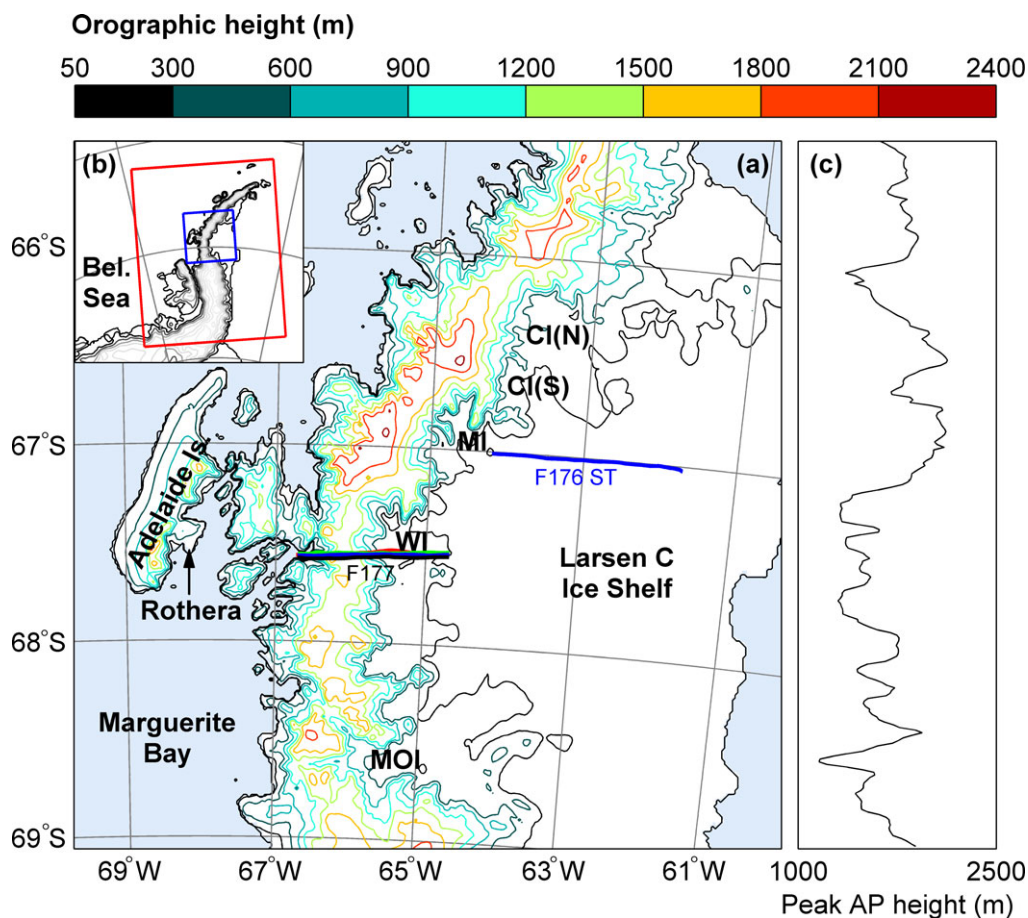 Orographic height (m)
50 300 600 900 1200 1500 1800 2100 2400
(b)
(a)
(c)
66°S
Bel.
Sea
CI(N)
CI(S)
67°S
MI
F176 ST
Adelaide Is.
WI
F177
Larsen C
Ice Shelf
Rothera
68°S
Marguerite
Bay
MOI
69°S
69°W 67°W 65°W 63°W 61°W 1000 2500
Peak AP height (m)